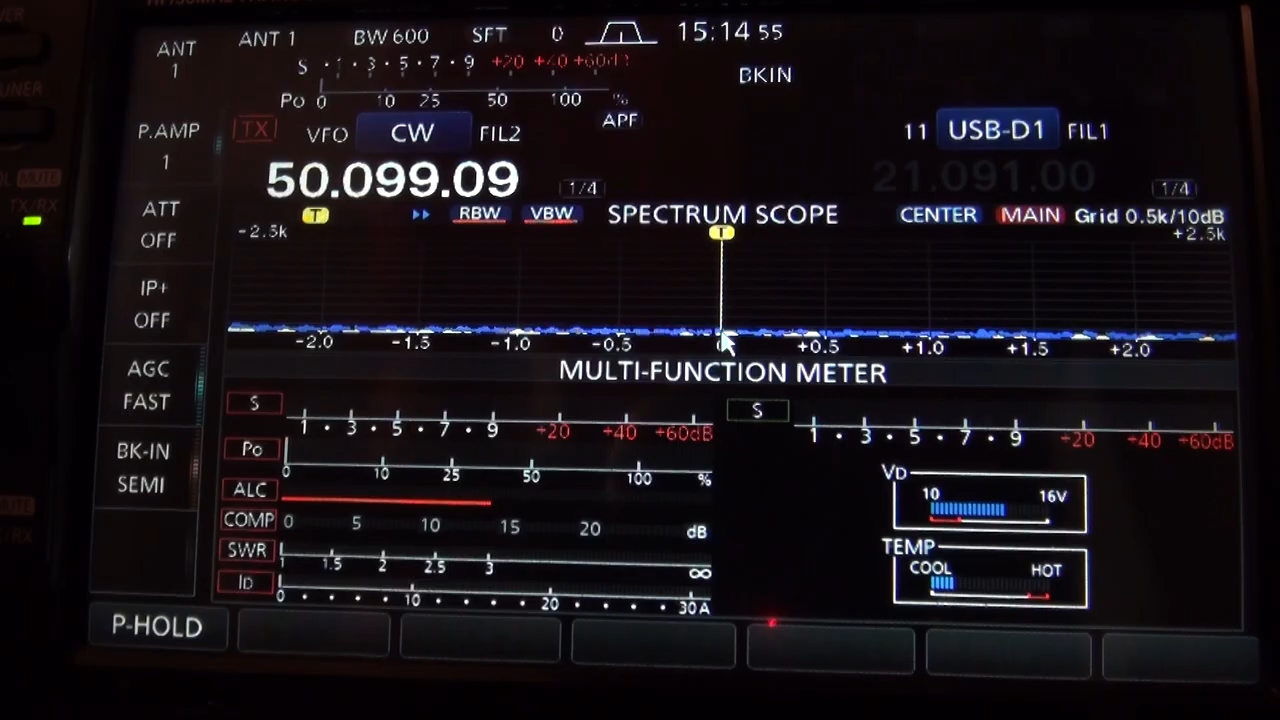 ANT 1 BW 600 SFT 0 15:14 55
ANT
1
S 1 3 5 7 9 +20 +40 +60dB
BKIN
Po 0 10 25 50 100 %
APF
P.AMP
1
TX VFO CW FIL2 11 USB-D1 FIL1
50.099.09 1/4 21.091.00 1/4
MUTE
TX/RX
ATT
OFF
T RBW VBW SPECTRUM SCOPE CENTER MAIN Grid 0.5k/10dB
-2.5k T +2.5k
IP+
OFF
-2.0 -1.5 -1.0 -0.5 0 +0.5 +1.0 +1.5 +2.0
MULTI-FUNCTION METER
AGC
FAST
S 1 3 5 7 9 +20 +40 +60dB
S 1 3 5 7 9 +20 +40 +60dB
BK-IN
SEMI
Po 0 10 25 50 100 %
ALC
COMP 0 5 10 15 20 dB
SWR 1 1.5 2 2.5 3 ∞
ID 0 10 20 30A
VD
10 16V
TEMP
COOL HOT
P-HOLD